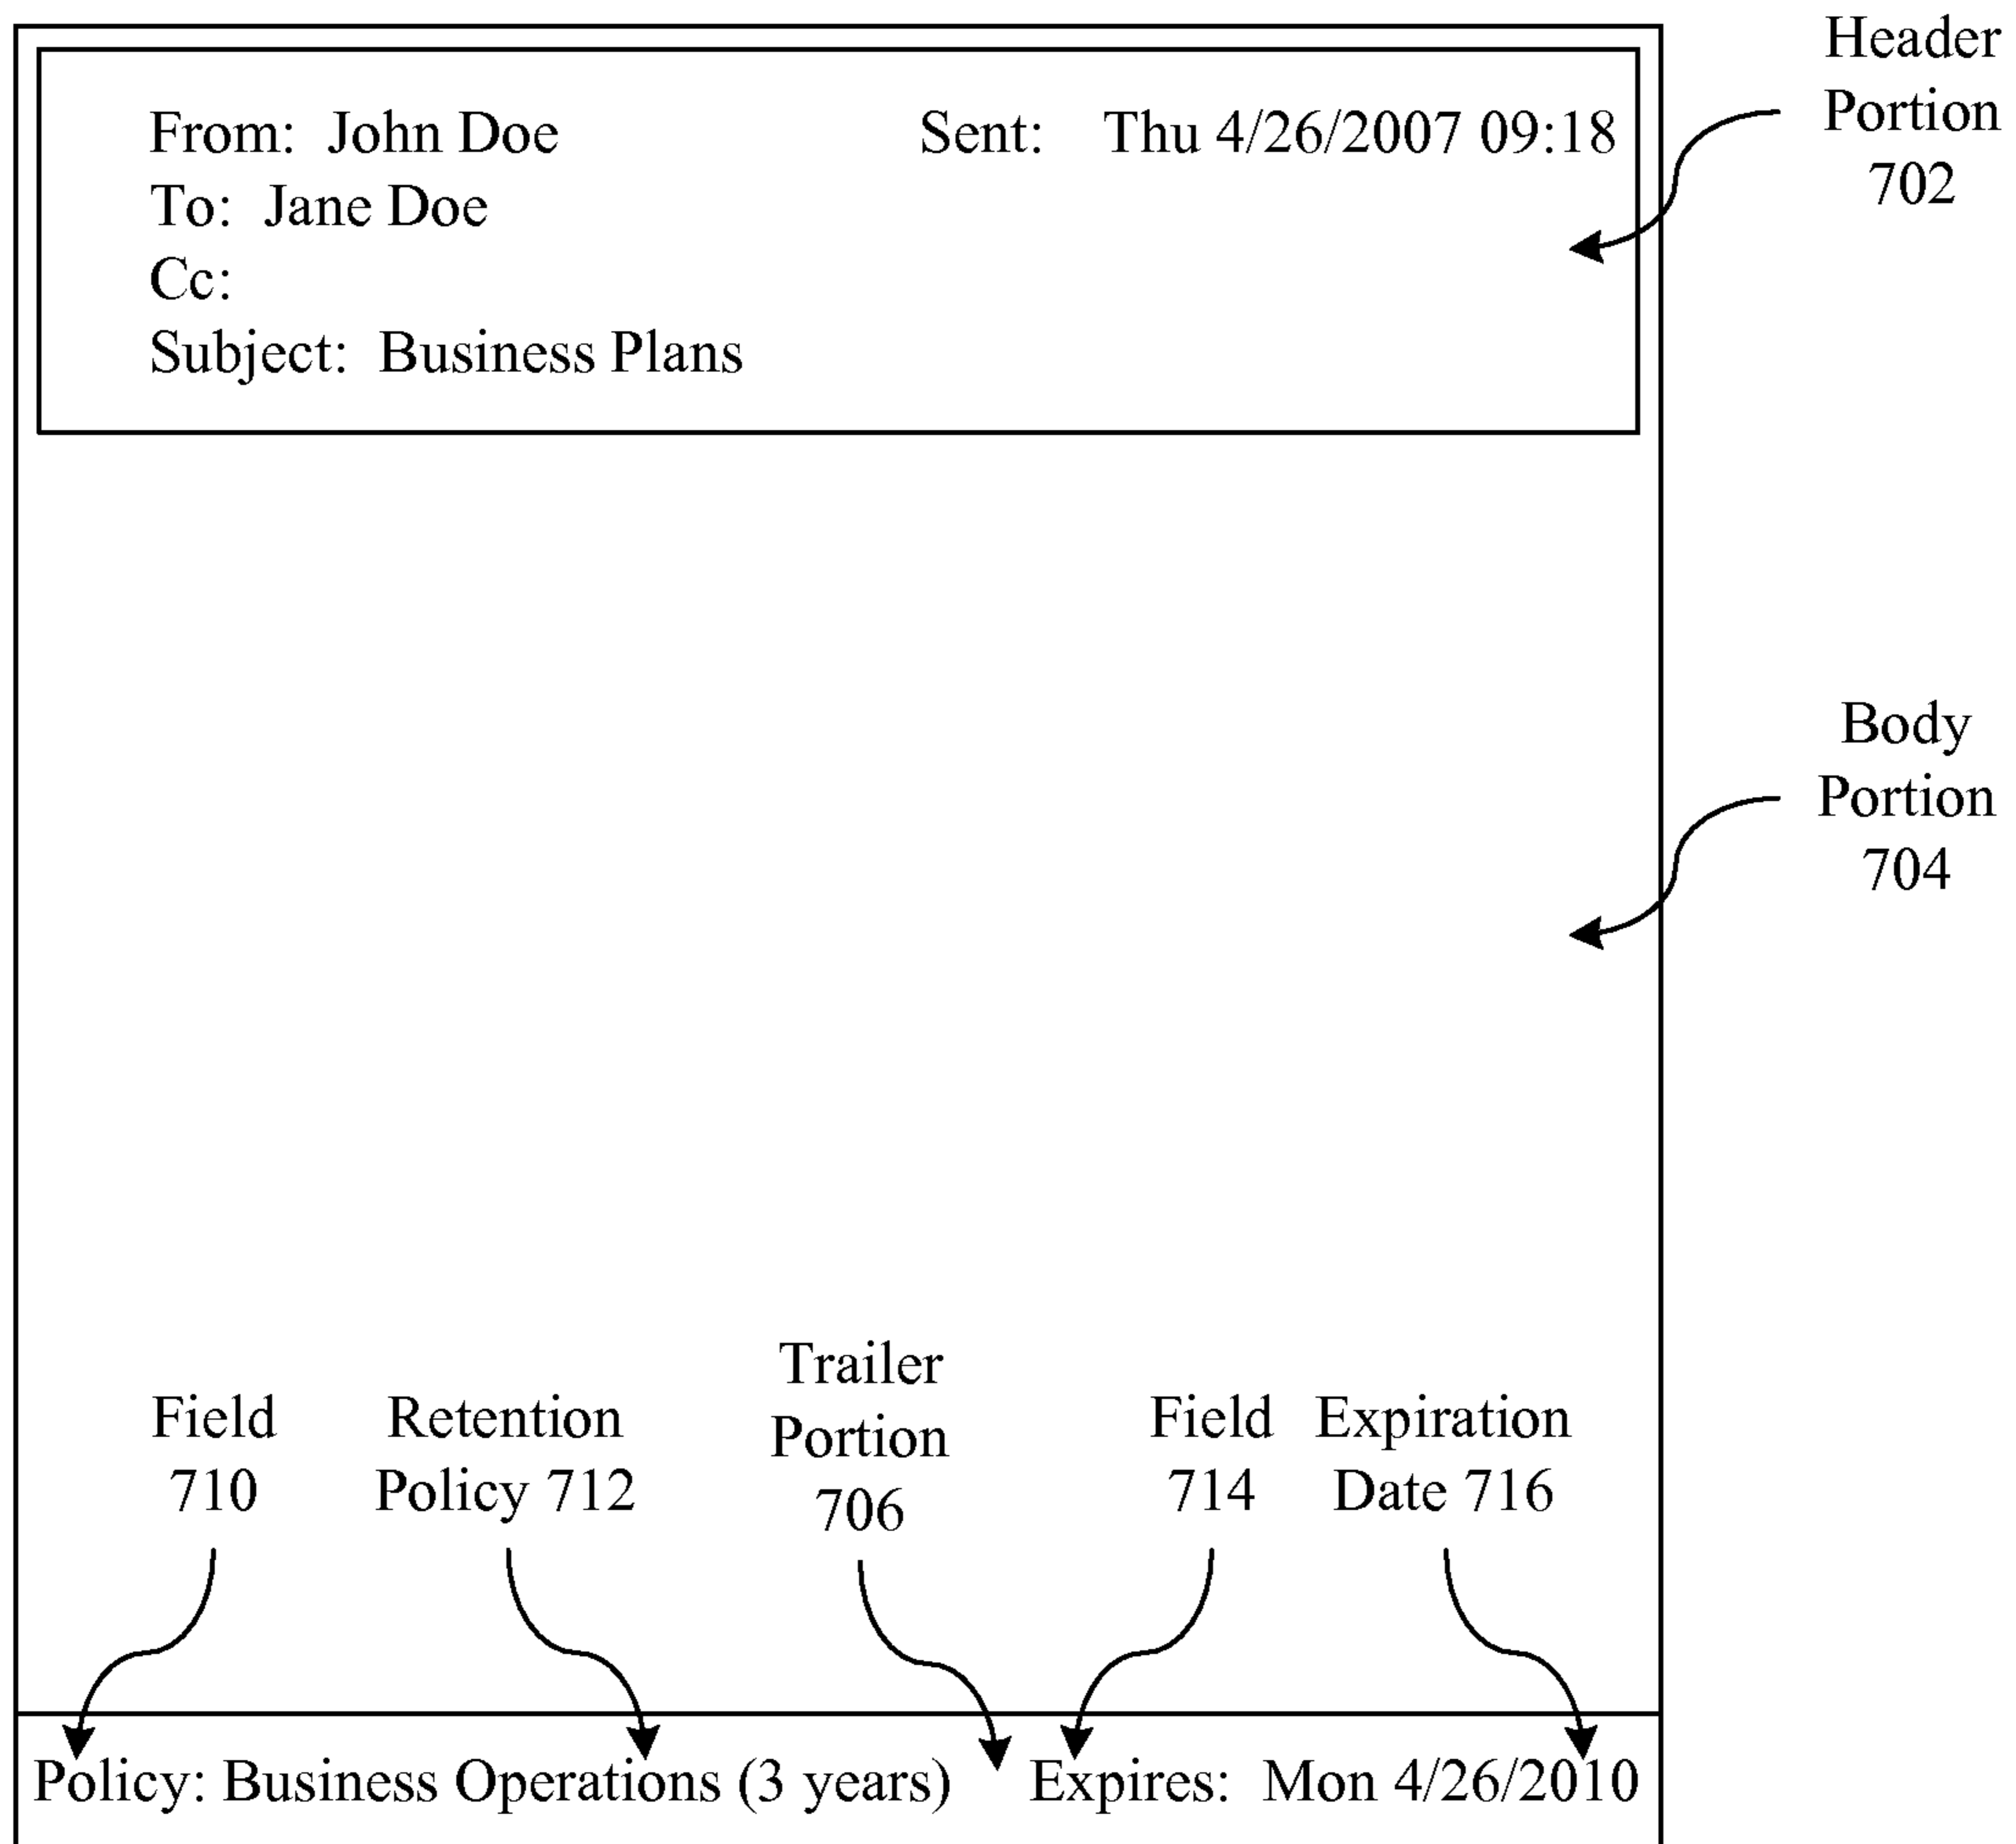 Header
Portion
702
From: John Doe Sent: Thu 4/26/2007 09:18
To: Jane Doe
Cc:
Subject: Business Plans
Body
Portion
704
Field
710
Retention
Policy 712
Trailer
Portion
706
Field
714
Expiration
Date 716
Policy: Business Operations (3 years) Expires: Mon 4/26/2010